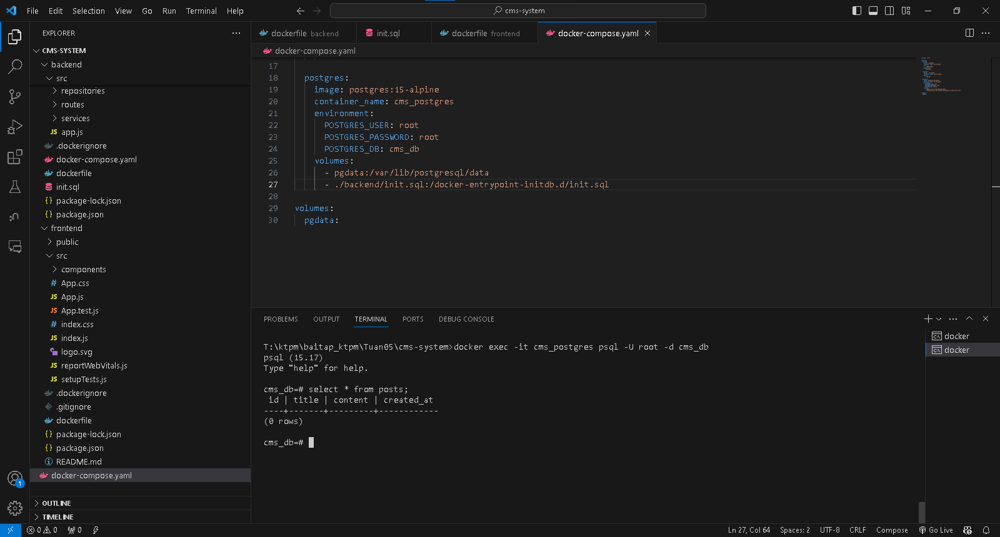 File Edit Selection View Go Run Terminal Help
cms-system
EXPLORER
CMS-SYSTEM
backend
src
repositories
routes
services
JS app.js
.dockerignore
docker-compose.yaml
dockerfile
init.sql
{} package-lock.json
{} package.json
frontend
public
src
components
# App.css
JS App.js
JS App.test.js
# index.css
JS index.js
logo.svg
JS reportWebVitals.js
JS setupTests.js
.dockerignore
.gitignore
dockerfile
{} package-lock.json
{} package.json
README.md
docker-compose.yaml
OUTLINE
TIMELINE
1
dockerfile backend
init.sql
dockerfile frontend
docker-compose.yaml
docker-compose.yaml
17
18 postgres:
19 image: postgres:15-alpine
20 container_name: cms_postgres
21 environment:
22 POSTGRES_USER: root
23 POSTGRES_PASSWORD: root
24 POSTGRES_DB: cms_db
25 volumes:
26 - pgdata:/var/lib/postgresql/data
27 - ./backend/init.sql:/docker-entrypoint-initdb.d/init.sql
28
29 volumes:
30 pgdata:
PROBLEMS OUTPUT TERMINAL PORTS DEBUG CONSOLE
docker
docker
T:\ktpm\baitap_ktpm\Tuan05\cms-system>docker exec -it cms_postgres psql -U root -d cms_db
psql (15.17)
Type "help" for help.
cms_db=# select * from posts;
id | title | content | created_at
----+-------+---------+------------
(0 rows)
cms_db=#
0 0 0
Ln 27, Col 64 Spaces: 2 UTF-8 CRLF Compose Go Live